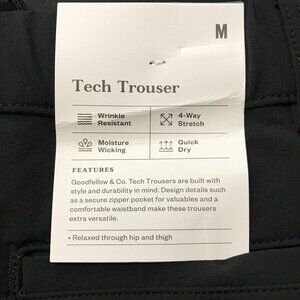 M
Tech Trouser
Wrinkle
Resistant
4-Way
Stretch
Moisture
Wicking
Quick
Dry
FEATURES
Goodfellow & Co. Tech Trousers are built with
style and durability in mind. Design details such
as a secure zipper pocket for valuables and a
comfortable waistband make these trousers
extra versatile.
• Relaxed through hip and thigh